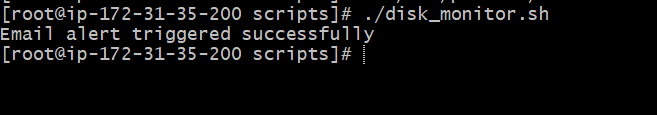 [root@ip-172-31-35-200 scripts]# ./disk_monitor.sh
Email alert triggered successfully
[root@ip-172-31-35-200 scripts]#